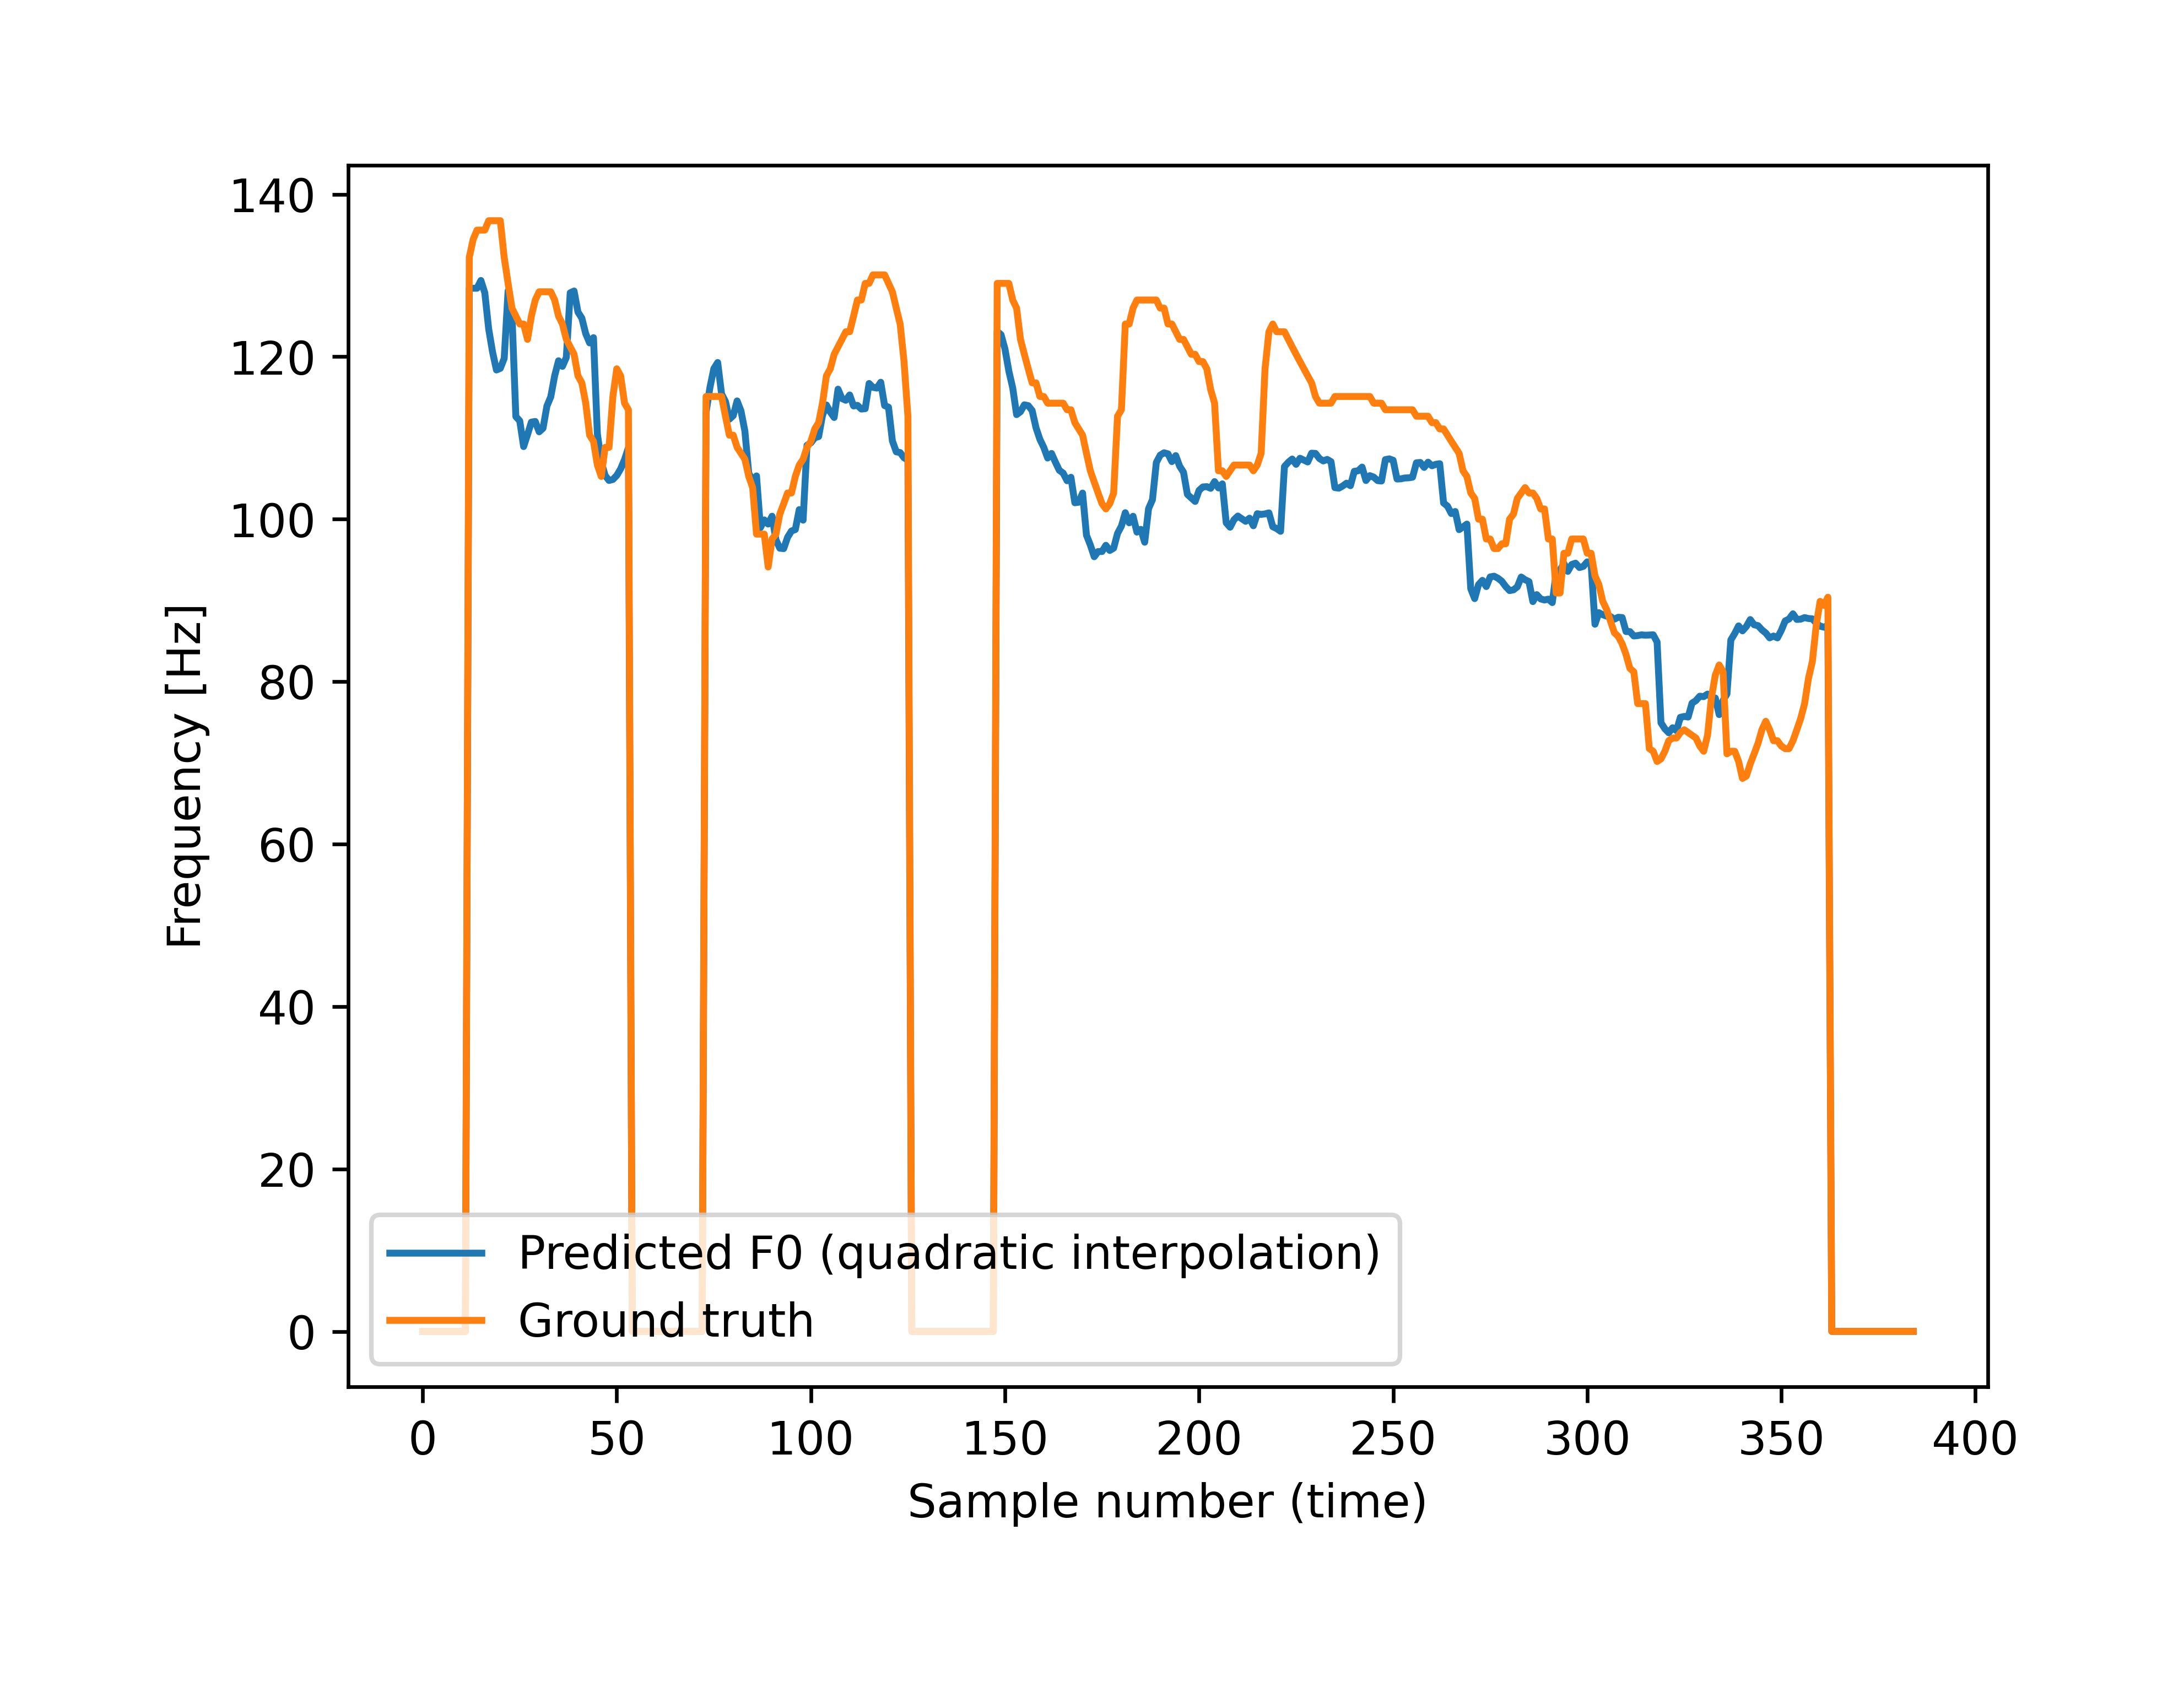 140
120
100
80
60
40
20
0
Frequency [Hz]
Predicted F0 (quadratic interpolation)
Ground truth
0 50 100 150 200 250 300 350 400
Sample number (time)